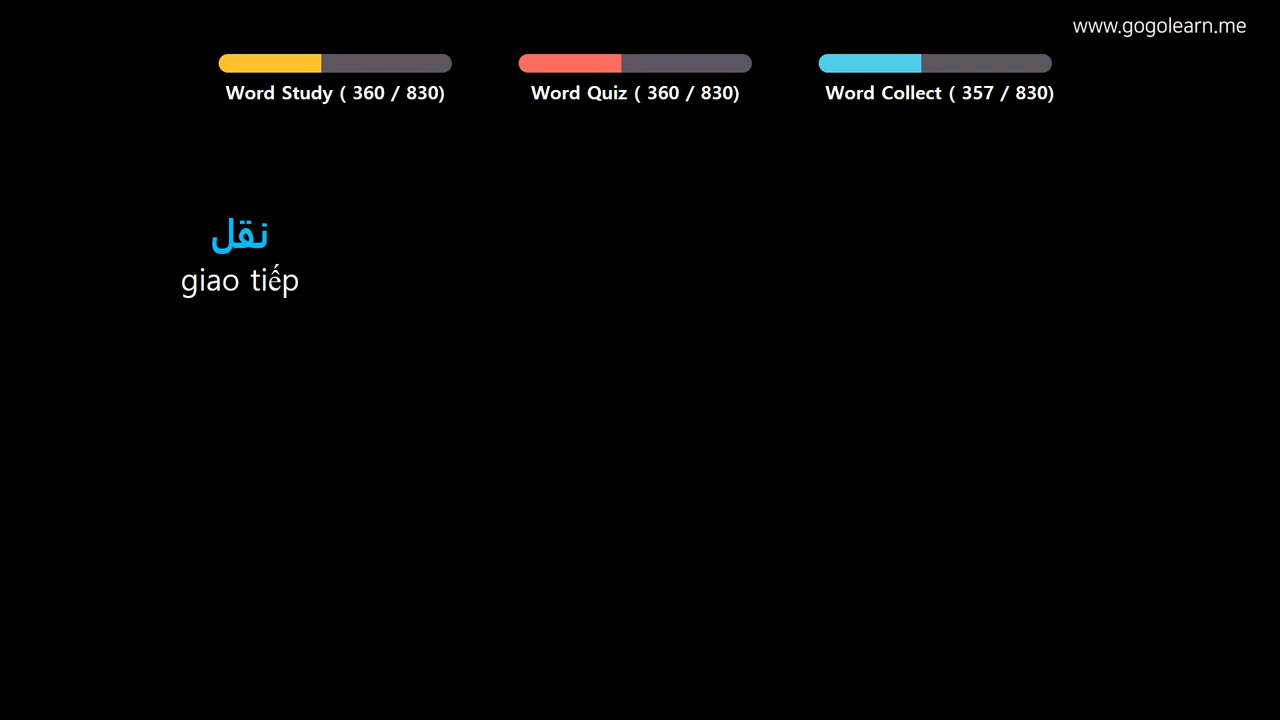 www.gogolearn.me
Word Study ( 360 / 830)
Word Quiz ( 360 / 830)
Word Collect ( 357 / 830)
نقل
giao tiếp